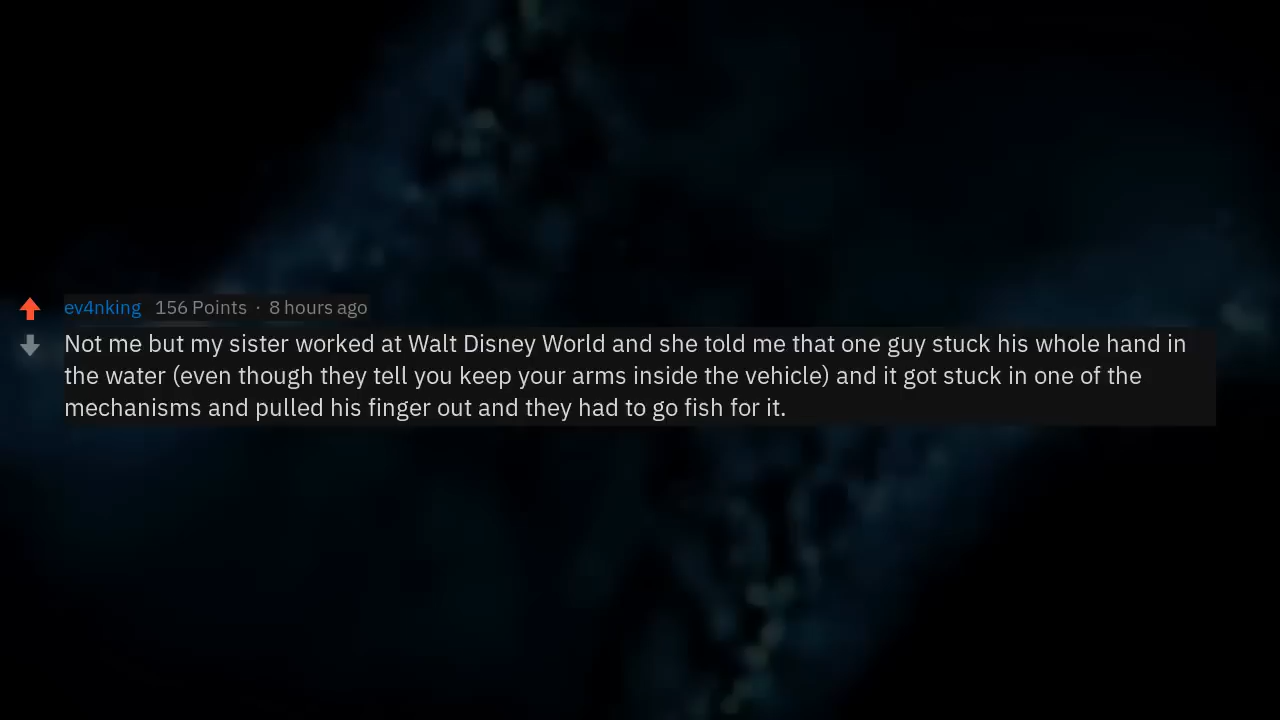 ev4nking 156 Points · 8 hours ago
Not me but my sister worked at Walt Disney World and she told me that one guy stuck his whole hand in
the water (even though they tell you keep your arms inside the vehicle) and it got stuck in one of the
mechanisms and pulled his finger out and they had to go fish for it.